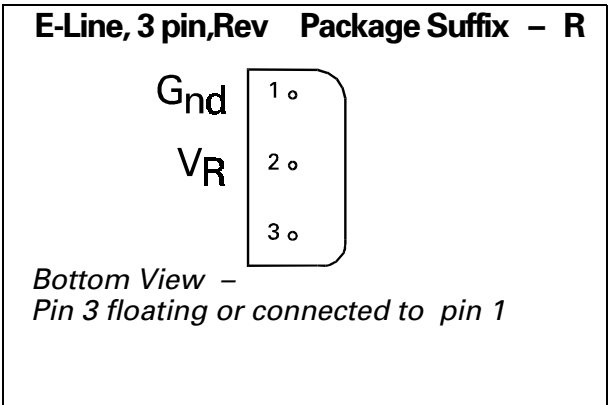 E-Line, 3 pin,Rev Package Suffix – R
Gnd 1
VR 2
3
Bottom View –
Pin 3 floating or connected to pin 1